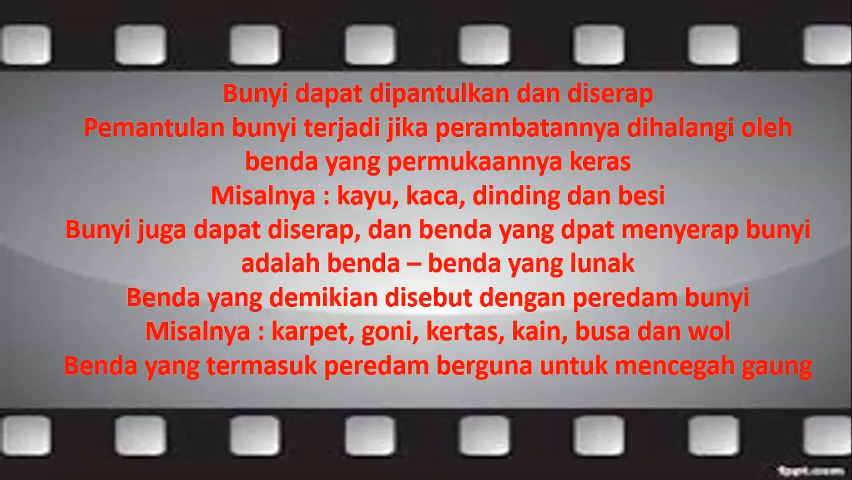 Bunyi dapat dipantulkan dan diserap
Pemantulan bunyi terjadi jika perambatannya dihalangi oleh
benda yang permukaannya keras
Misalnya : kayu, kaca, dinding dan besi
Bunyi juga dapat diserap, dan benda yang dpat menyerap bunyi
adalah benda – benda yang lunak
Benda yang demikian disebut dengan peredam bunyi
Misalnya : karpet, goni, kertas, kain, busa dan wol
Benda yang termasuk peredam berguna untuk mencegah gaung
fppt.com